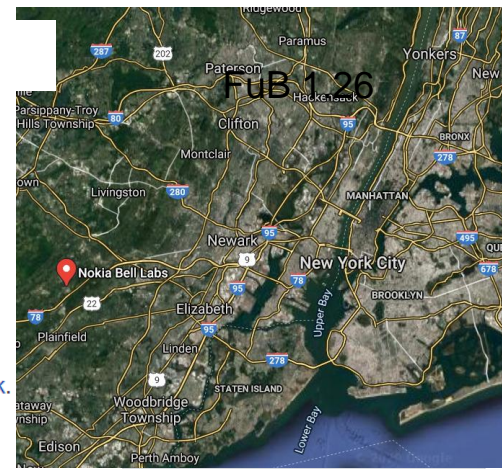 Ridgewood
287
202
Paramus
87
Yonkers
Paterson
New
FuB 1.26
Hackensack
Parsippany-Troy
Hills Township
80
Clifton
95
BRONX
278
Montclair
own
Livingston
280
MANHATTAN
Newark
95
495
9
New York City
678
Nokia Bell Labs
95
78
BROOKLYN
22
Upper Bay
78
Elizabeth
Plainfield
95
Linden
278
9
STATEN ISLAND
k.
Woodbridge
Township
ataway
wnship
Lower Bay
Edison
Perth Amboy